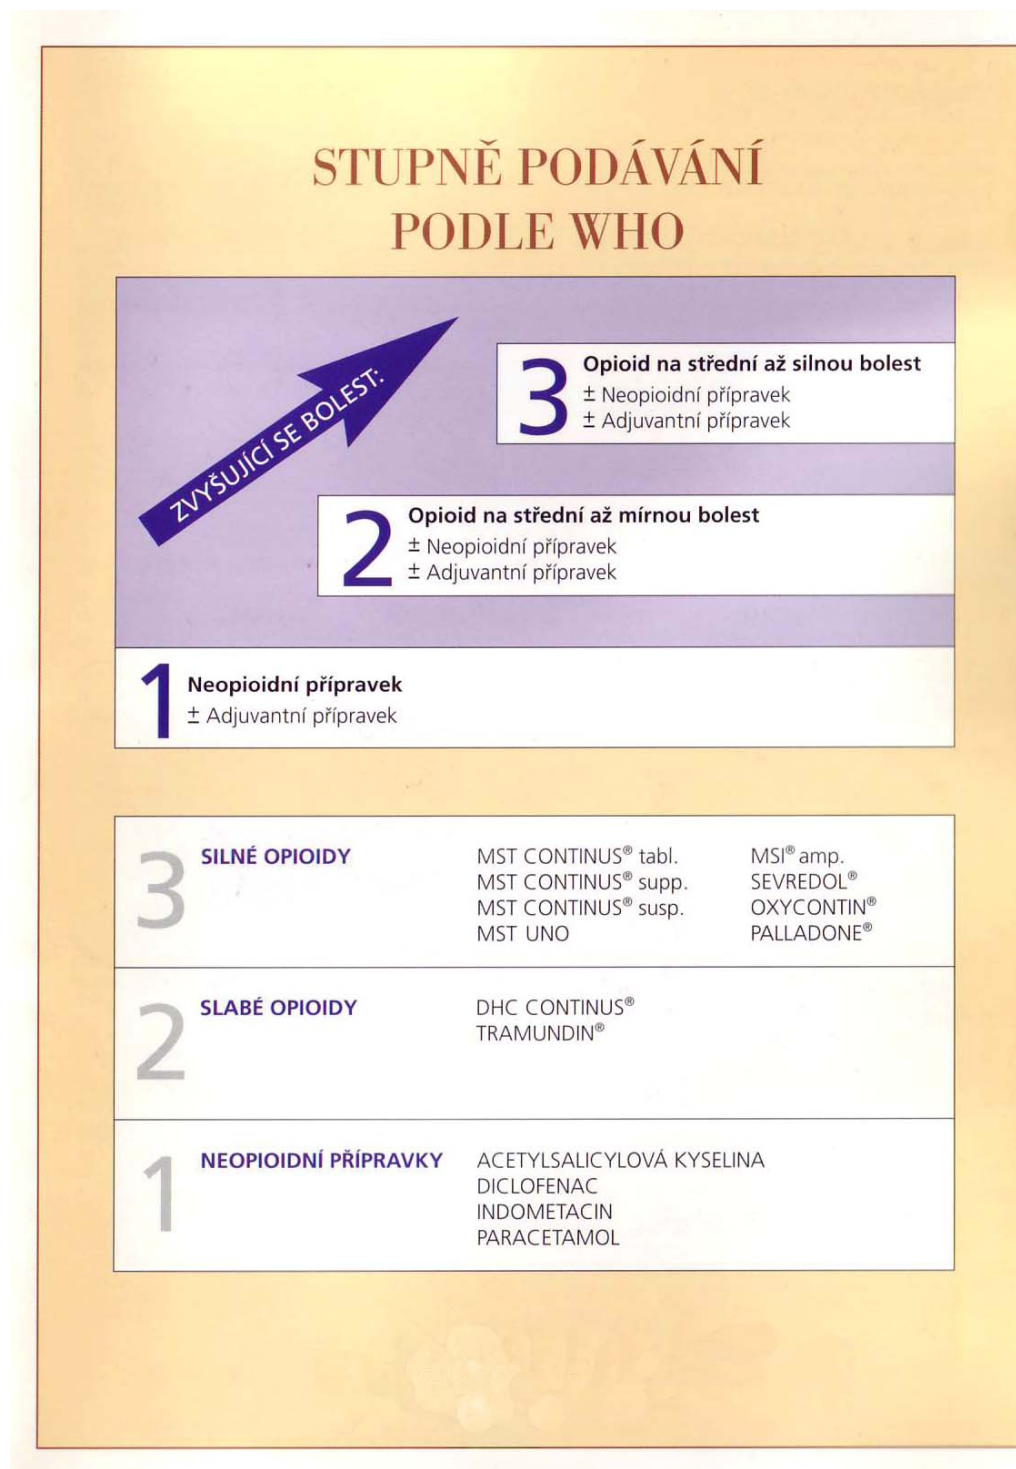 STUPNĚ PODÁVÁNÍ
PODLE WHO
ZVYŠUJÍCÍ SE BOLEST:
3 Opioid na střední až silnou bolest
± Neopioidní přípravek
± Adjuvantní přípravek
2 Opioid na střední až mírnou bolest
± Neopioidní přípravek
± Adjuvantní přípravek
1 Neopioidní přípravek
± Adjuvantní přípravek
3 SILNÉ OPIOIDY MST CONTINUS® tabl. MSI® amp.
MST CONTINUS® supp. SEVREDOL®
MST CONTINUS® susp. OXYCONTIN®
MST UNO PALLADONE®
2 SLABÉ OPIOIDY DHC CONTINUS®
TRAMUNDIN®
1 NEOPIOIDNÍ PŘÍPRAVKY ACETYLSALICYLOVÁ KYSELINA
DICLOFENAC
INDOMETACIN
PARACETAMOL